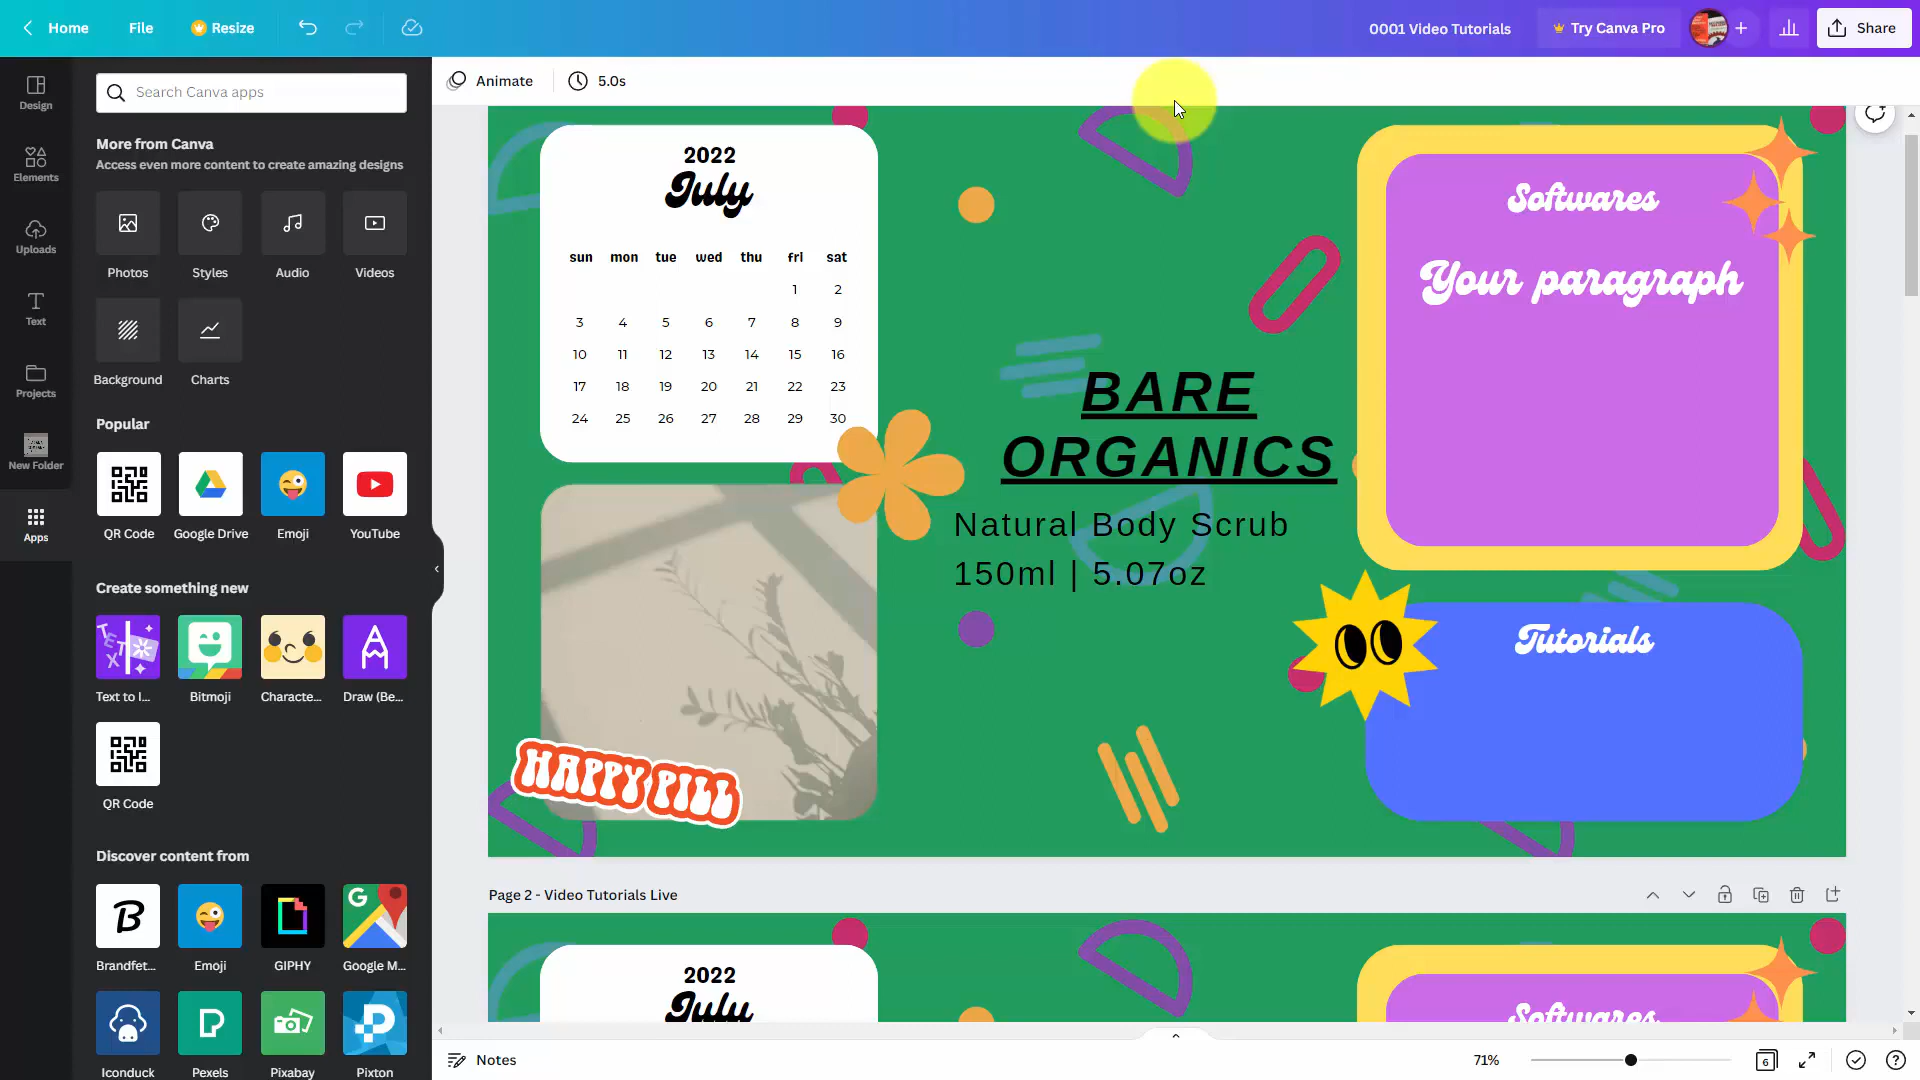 Home
File
Resize
0001 Video Tutorials
Try Canva Pro
Share
Design
Elements
Uploads
Text
Projects
New Folder
Apps
Search Canva apps
More from Canva
Access even more content to create amazing designs
Photos
Styles
Audio
Videos
Background
Charts
Popular
QR Code
Google Drive
Emoji
YouTube
Create something new
Text to I...
Bitmoji
Characte...
Draw (Be...
QR Code
Discover content from
Brandfet...
Emoji
GIPHY
Google M...
Iconduck
Pexels
Pixabay
Pixton
Animate
5.0s
2022
July
sun mon tue wed thu fri sat
1 2
3 4 5 6 7 8 9
10 11 12 13 14 15 16
17 18 19 20 21 22 23
24 25 26 27 28 29 30
HAPPY PILL
BARE
ORGANICS
Natural Body Scrub
150ml | 5.07oz
Softwares
Your paragraph
Tutorials
Page 2 - Video Tutorials Live
2022
July
Softwares
Notes
71%
6